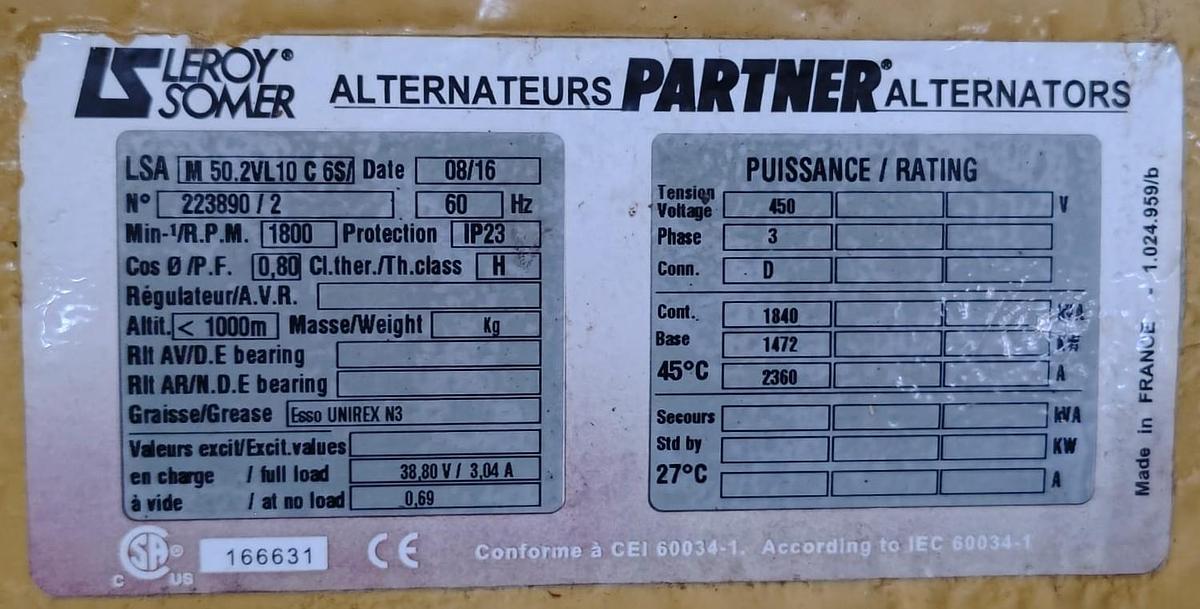 LS LEROY® SOMER
ALTERNATEURS PARTNER® ALTERNATORS
LSA M 50.2VL10 C 6S/ Date 08/16
N° 223890 / 2 60 Hz
Min-¹/R.P.M. 1800 Protection IP23
Cos Ø /P.F. 0,80 Cl.ther./Th.class H
Régulateur/A.V.R.
Altit. < 1000m Masse/Weight Kg
Rlt AV/D.E bearing
Rlt AR/N.D.E bearing
Graisse/Grease Esso UNIREX N3
Valeurs excit/Excit.values
en charge / full load 38,80 V / 3,04 A
à vide / at no load 0,69
PUISSANCE / RATING
Tension
Voltage 450 V
Phase 3
Conn. D
Cont. 1840 kVA
Base 1472 KW
45°C 2360 A
Secours kVA
Std by KW
27°C A
Made in FRANCE - 1.024.959/b
C SA® US 166631 CE Conforme à CEI 60034-1. According to IEC 60034-1